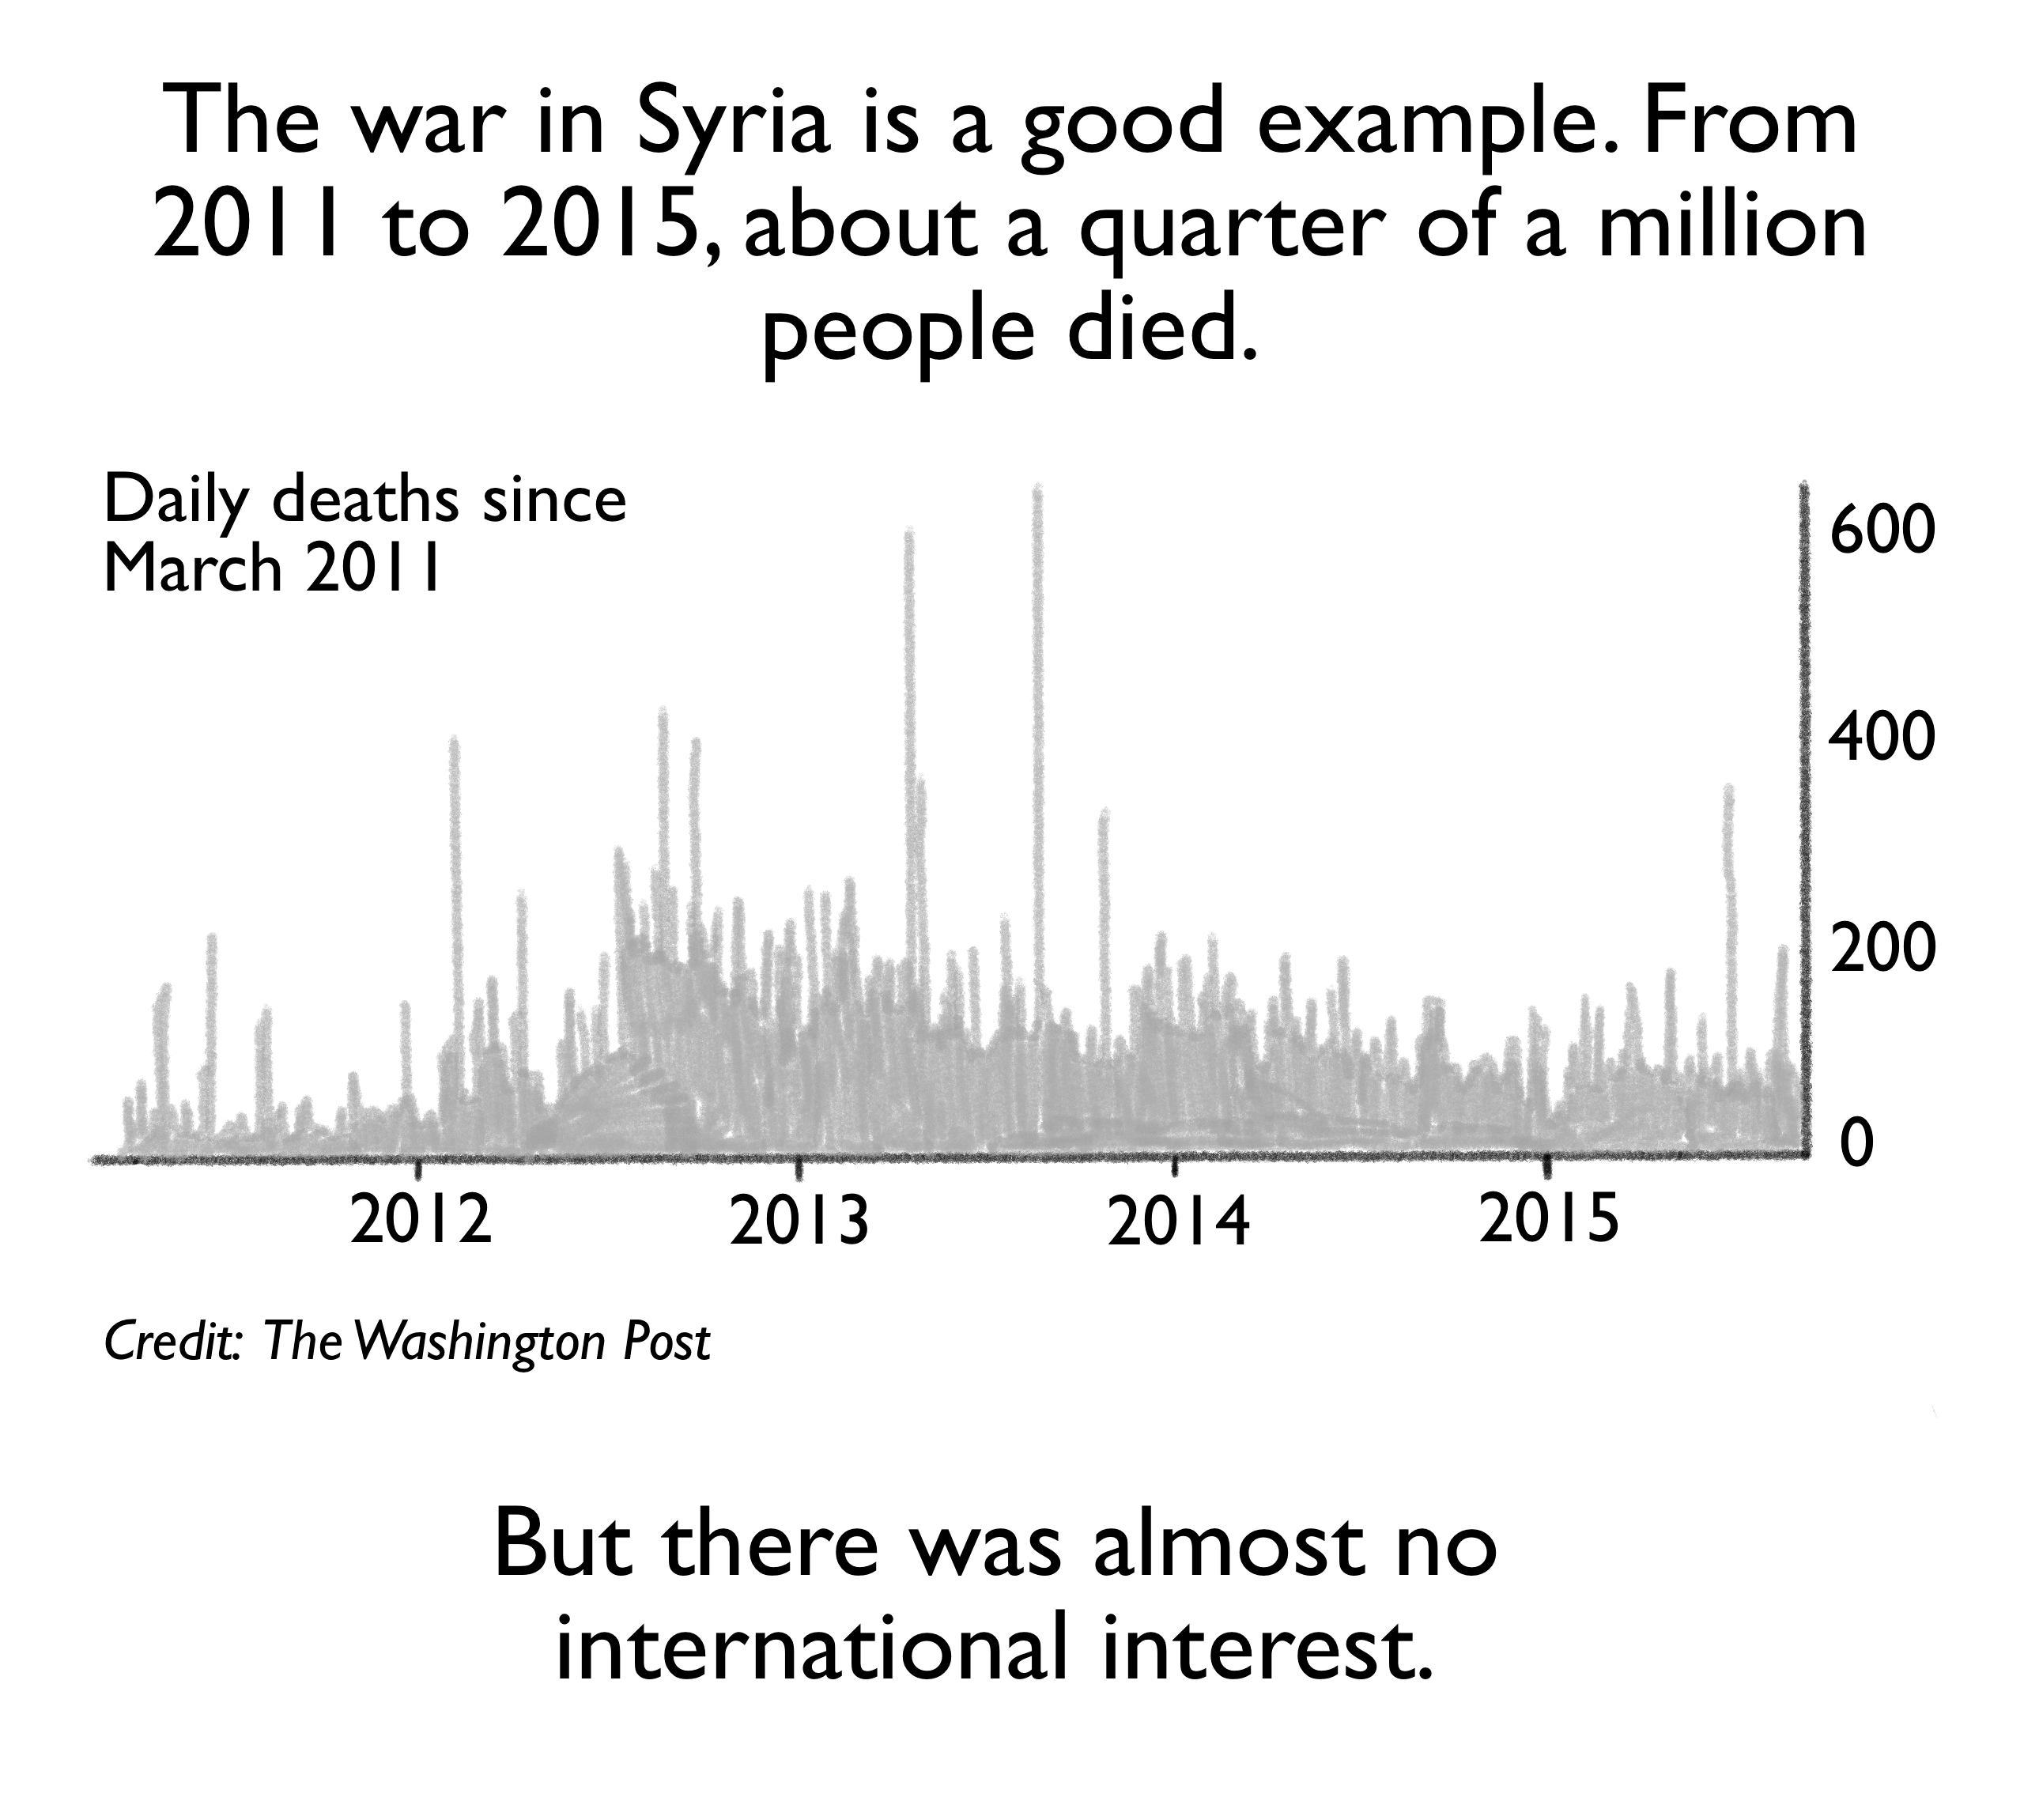 The war in Syria is a good example. From
2011 to 2015, about a quarter of a million
people died.
Daily deaths since
March 2011
600
400
200
0
2012 2013 2014 2015
Credit: The Washington Post
But there was almost no
international interest.